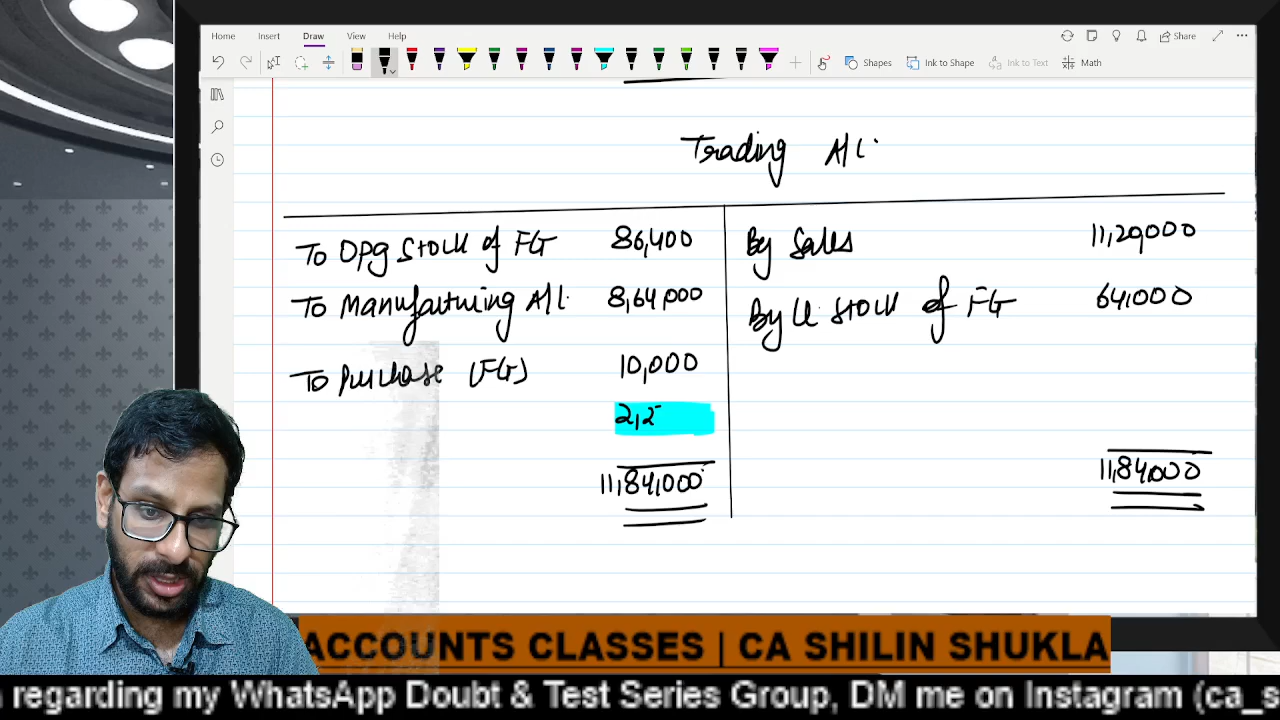 Home Insert Draw View Help
Share
Shapes Ink to Shape Ink to Text Math
Trading A/C.
To Opg Stock of FG 86,400 By Sales 11,20,000
To Manufacturing A/C. 8,64,000 By Cl. Stock of FG 64,000
To Purchase (FG) 10,000
2,2
11,84,000 11,84,000
ACCOUNTS CLASSES | CA SHILIN SHUKLA
regarding my WhatsApp Doubt & Test Series Group, DM me on Instagram (ca_s